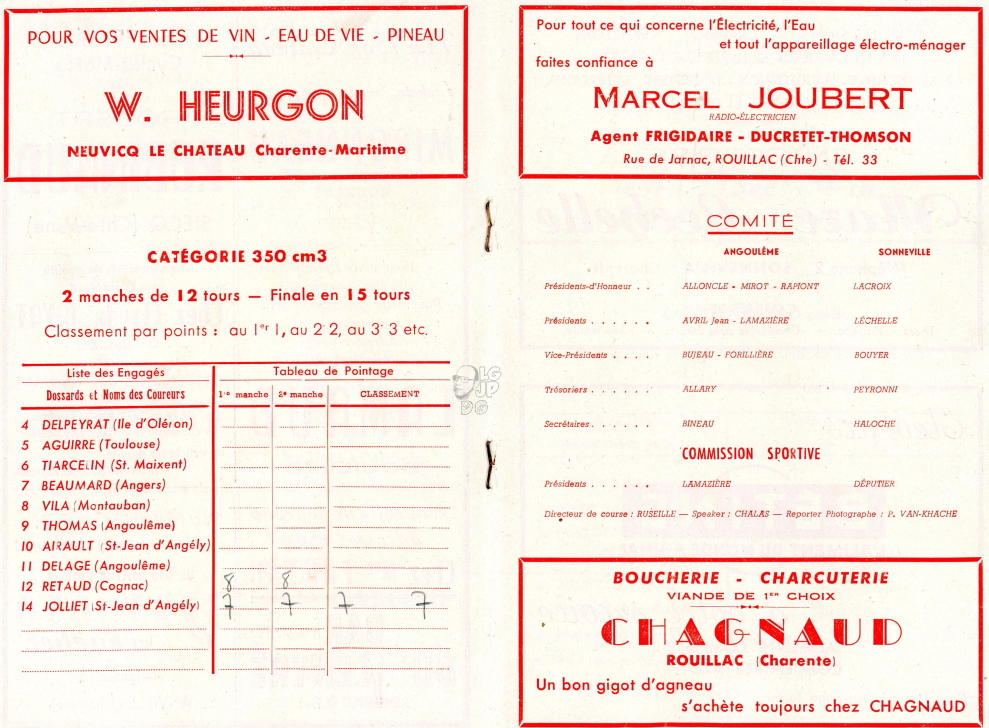 POUR VOS VENTES DE VIN - EAU DE VIE - PINEAU
W. HEURGON
NEUVICQ LE CHATEAU Charente-Maritime
CATÉGORIE 350 cm3
2 manches de 12 tours — Finale en 15 tours
Classement par points : au 1er 1, au 2e 2, au 3e 3 etc.
Liste des Engagés Tableau de Pointage
Dossards et Noms des Coureurs 1re manche 2e manche CLASSEMENT
4 DELPEYRAT (Ile d'Oléron)
5 AGUIRRE (Toulouse)
6 TIARCELIN (St. Maixent)
7 BEAUMARD (Angers)
8 VILA (Montauban)
9 THOMAS (Angoulême)
10 AIRAULT (St-Jean d'Angély)
11 DELAGE (Angoulême)
12 RETAUD (Cognac) 8 8
14 JOLLIET (St-Jean d'Angély) 7 7 7 7
Pour tout ce qui concerne l'Électricité, l'Eau
et tout l'appareillage électro-ménager
faites confiance à
MARCEL JOUBERT
RADIO-ÉLECTRICIEN
Agent FRIGIDAIRE - DUCRETET-THOMSON
Rue de Jarnac, ROUILLAC (Chte) - Tél. 33
COMITÉ
ANGOULÊME SONNEVILLE
Présidents-d'Honneur . . ALLONCLE - MIROT - RAPIONT LACROIX
Présidents . . . . . . AVRIL Jean - LAMAZIÈRE LÉCHELLE
Vice-Présidents . . . . . BUJEAU - FORILLIÈRE BOUYER
Trésoriers . . . . . . ALLARY PEYRONNI
Secrétaires . . . . . . BINEAU HALOCHE
COMMISSION SPORTIVE
Présidents . . . . . . LAMAZIÈRE DÉPUTIER
Directeur de course : RUSEILLE — Speaker : CHALAS — Reporter Photographe : P. VAN-KHACHE
BOUCHERIE - CHARCUTERIE
VIANDE DE 1er CHOIX
CHAGNAUD
ROUILLAC (Charente)
Un bon gigot d'agneau
s'achète toujours chez CHAGNAUD
LG
JP
DG